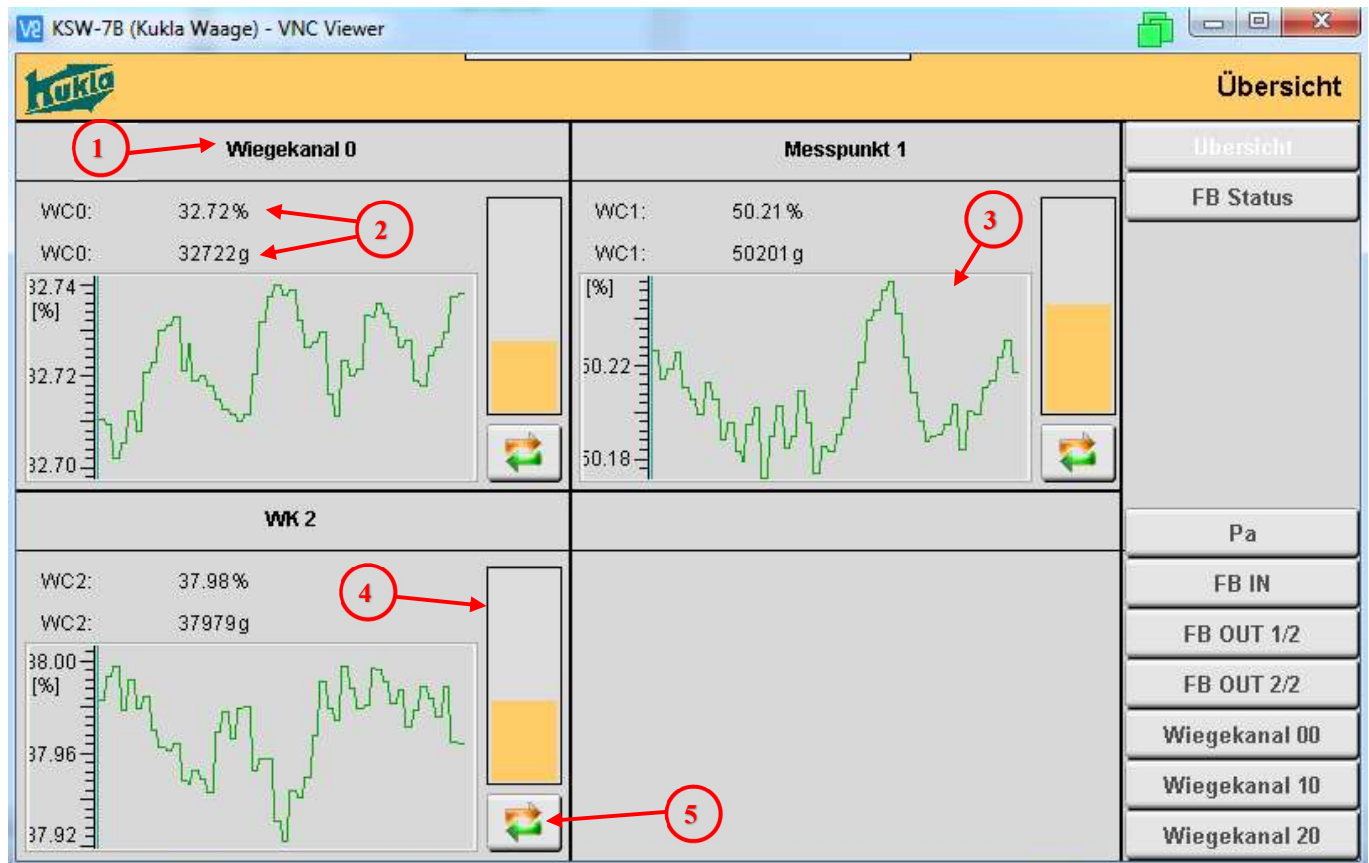 KSW-7B (Kukla Waage) - VNC Viewer
Kukla
Übersicht
1
Wiegekanal 0
WC0: 32.72%
WC0: 32722g
2
32.74
[%]
32.72
32.70
Messpunkt 1
WC1: 50.21%
WC1: 50201g
3
[%]
50.22
50.18
WK 2
WC2: 37.98%
WC2: 37979g
4
38.00
[%]
37.96
37.92
5
Übersicht
FB Status
Pa
FB IN
FB OUT 1/2
FB OUT 2/2
Wiegekanal 00
Wiegekanal 10
Wiegekanal 20